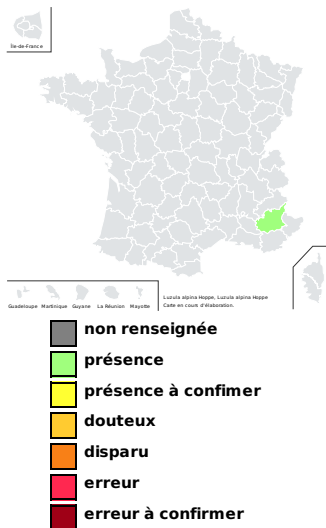 Île-de-France
Luzula alpina Hoppe, Luzula alpina Hoppe
Carte en cours d'élaboration.
Guadeloupe Martinique Guyane La Réunion Mayotte
non renseignée
présence
présence à confimer
douteux
disparu
erreur
erreur à confirmer